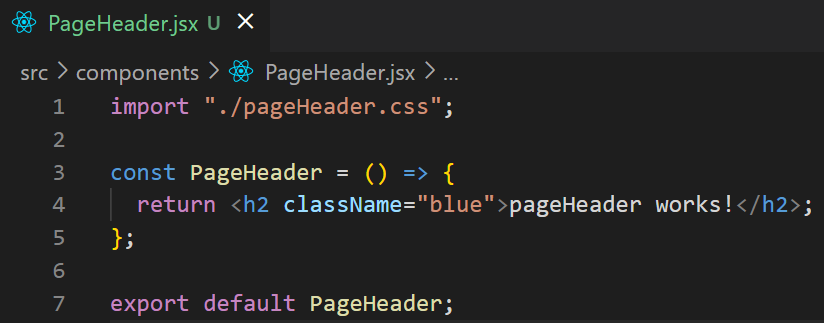 PageHeader.jsx U ×
src > components > PageHeader.jsx > ...
1 import "./pageHeader.css";
2
3 const PageHeader = () => {
4 return <h2 className="blue">pageHeader works!</h2>;
5 };
6
7 export default PageHeader;